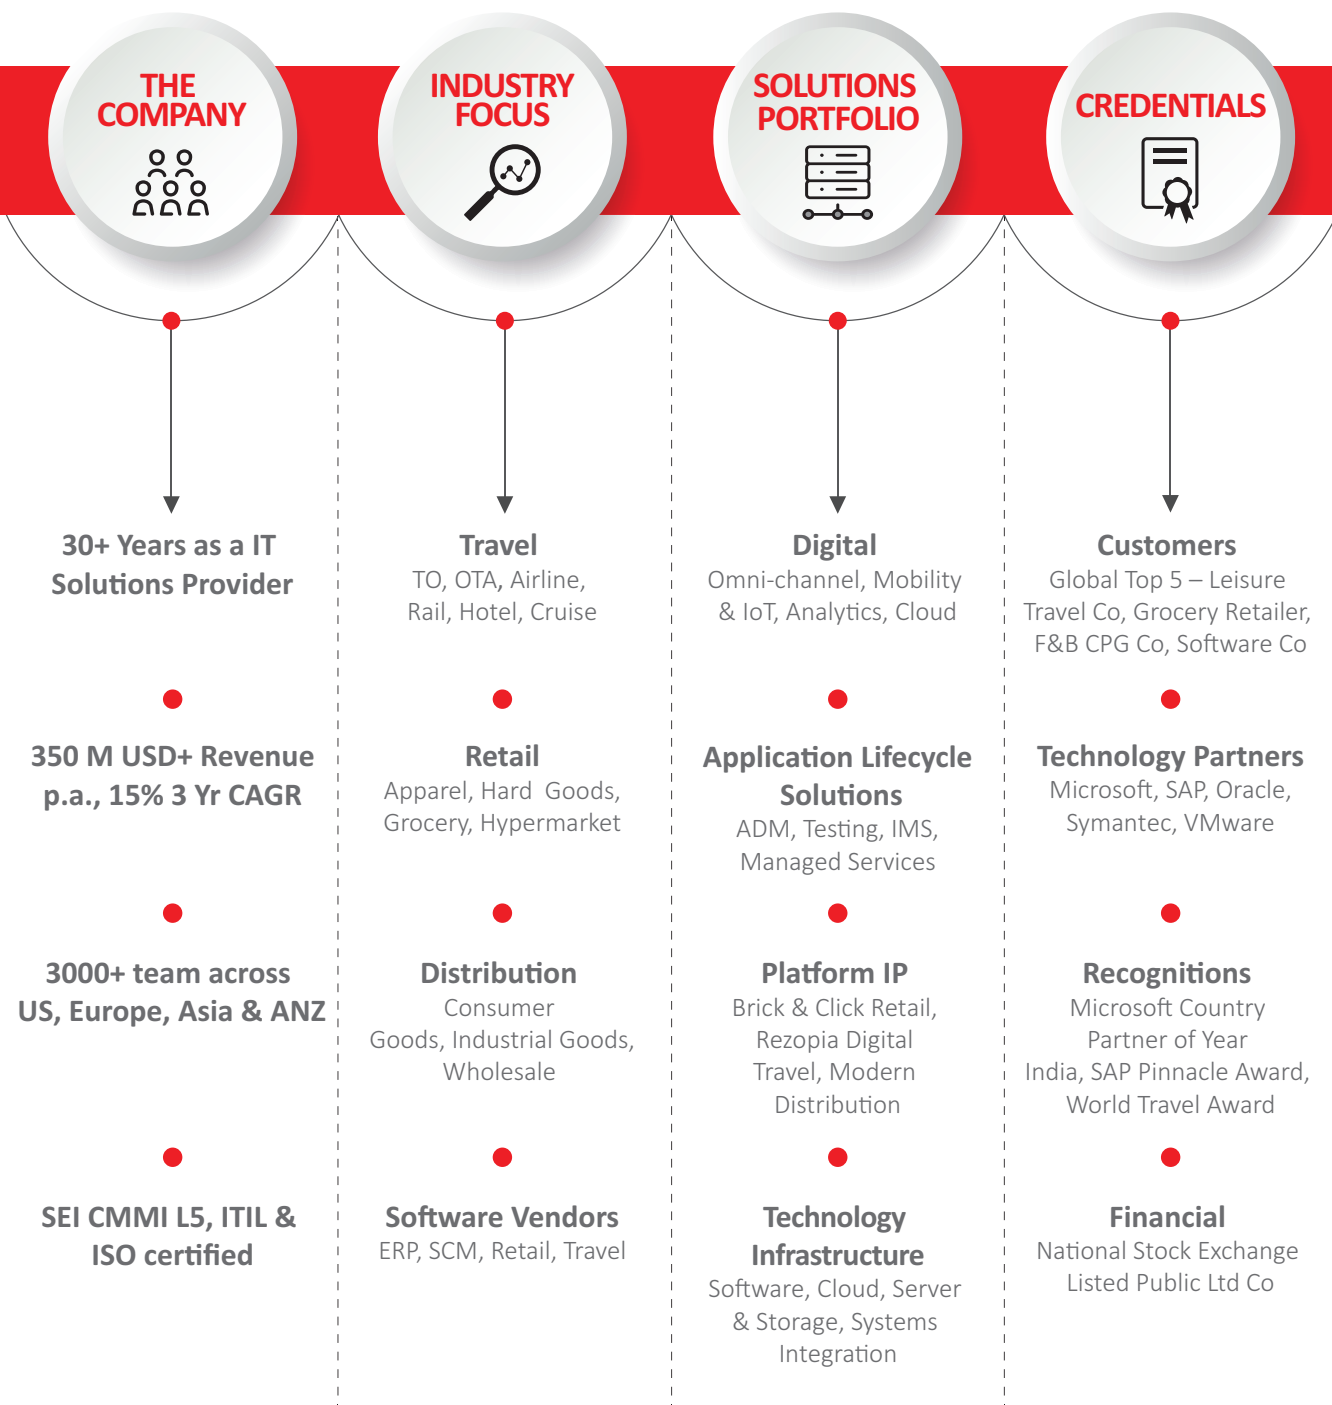 THE
COMPANY
30+ Years as a IT
Solutions Provider
350 M USD+ Revenue
p.a., 15% 3 Yr CAGR
3000+ team across
US, Europe, Asia & ANZ
SEI CMMI L5, ITIL &
ISO certified
INDUSTRY
FOCUS
Travel
TO, OTA, Airline,
Rail, Hotel, Cruise
Retail
Apparel, Hard Goods,
Grocery, Hypermarket
Distribution
Consumer
Goods, Industrial Goods,
Wholesale
Software Vendors
ERP, SCM, Retail, Travel
SOLUTIONS
PORTFOLIO
Digital
Omni-channel, Mobility
& IoT, Analytics, Cloud
Application Lifecycle
Solutions
ADM, Testing, IMS,
Managed Services
Platform IP
Brick & Click Retail,
Rezopia Digital
Travel, Modern
Distribution
Technology
Infrastructure
Software, Cloud, Server
& Storage, Systems
Integration
CREDENTIALS
Customers
Global Top 5 – Leisure
Travel Co, Grocery Retailer,
F&B CPG Co, Software Co
Technology Partners
Microsoft, SAP, Oracle,
Symantec, VMware
Recognitions
Microsoft Country
Partner of Year
India, SAP Pinnacle Award,
World Travel Award
Financial
National Stock Exchange
Listed Public Ltd Co